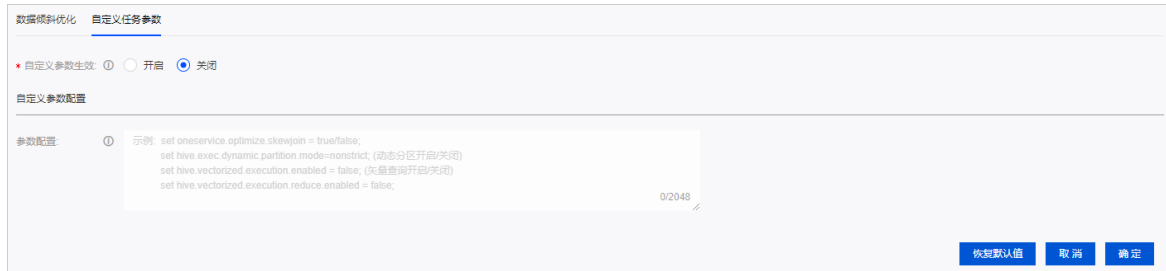 数据倾斜优化 自定义任务参数
* 自定义参数生效: 开启 关闭
自定义参数配置
参数配置: 示例: set oneservice.optimize.skewjoin = true/false;
set hive.exec.dynamic.partition.mode=nonstrict; (动态分区开启/关闭)
set hive.vectorized.execution.enabled = false; (矢量查询开启/关闭)
set hive.vectorized.execution.reduce.enabled = false;
0/2048
恢复默认值 取消 确定